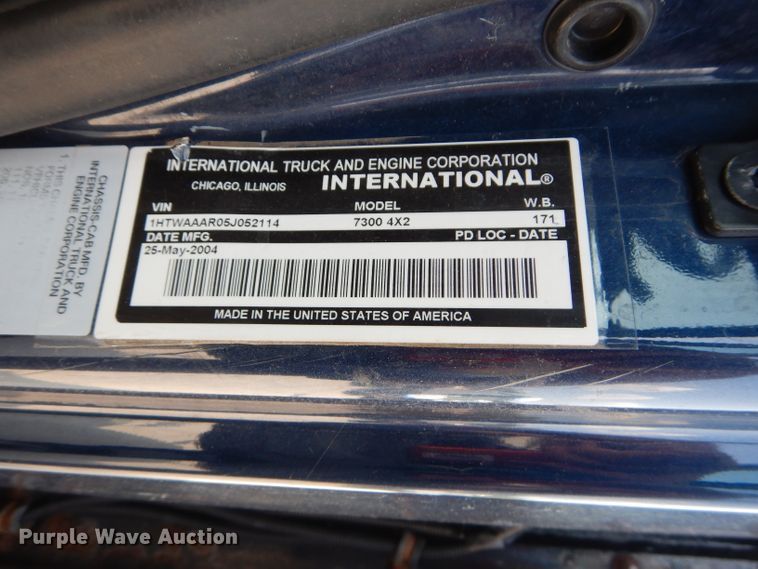 INTERNATIONAL TRUCK AND ENGINE CORPORATION
CHICAGO, ILLINOIS INTERNATIONAL®
VIN MODEL W.B.
1HTWAAAR05J052114 7300 4X2 171
DATE MFG. PD LOC - DATE
25-May-2004
MADE IN THE UNITED STATES OF AMERICA
CHASSIS-CAB MFD. BY
INTERNATIONAL TRUCK AND
ENGINE CORPORATION
Purple Wave Auction